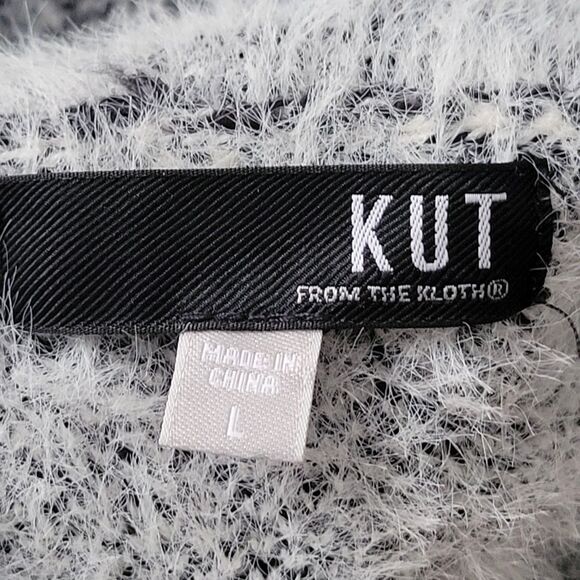 KUT
FROM THE KLOTH®
MADE IN
CHINA
L